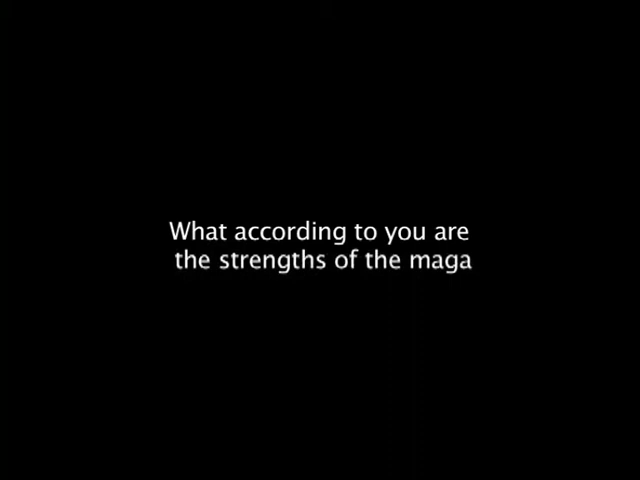 What according to you are
the strengths of the maga